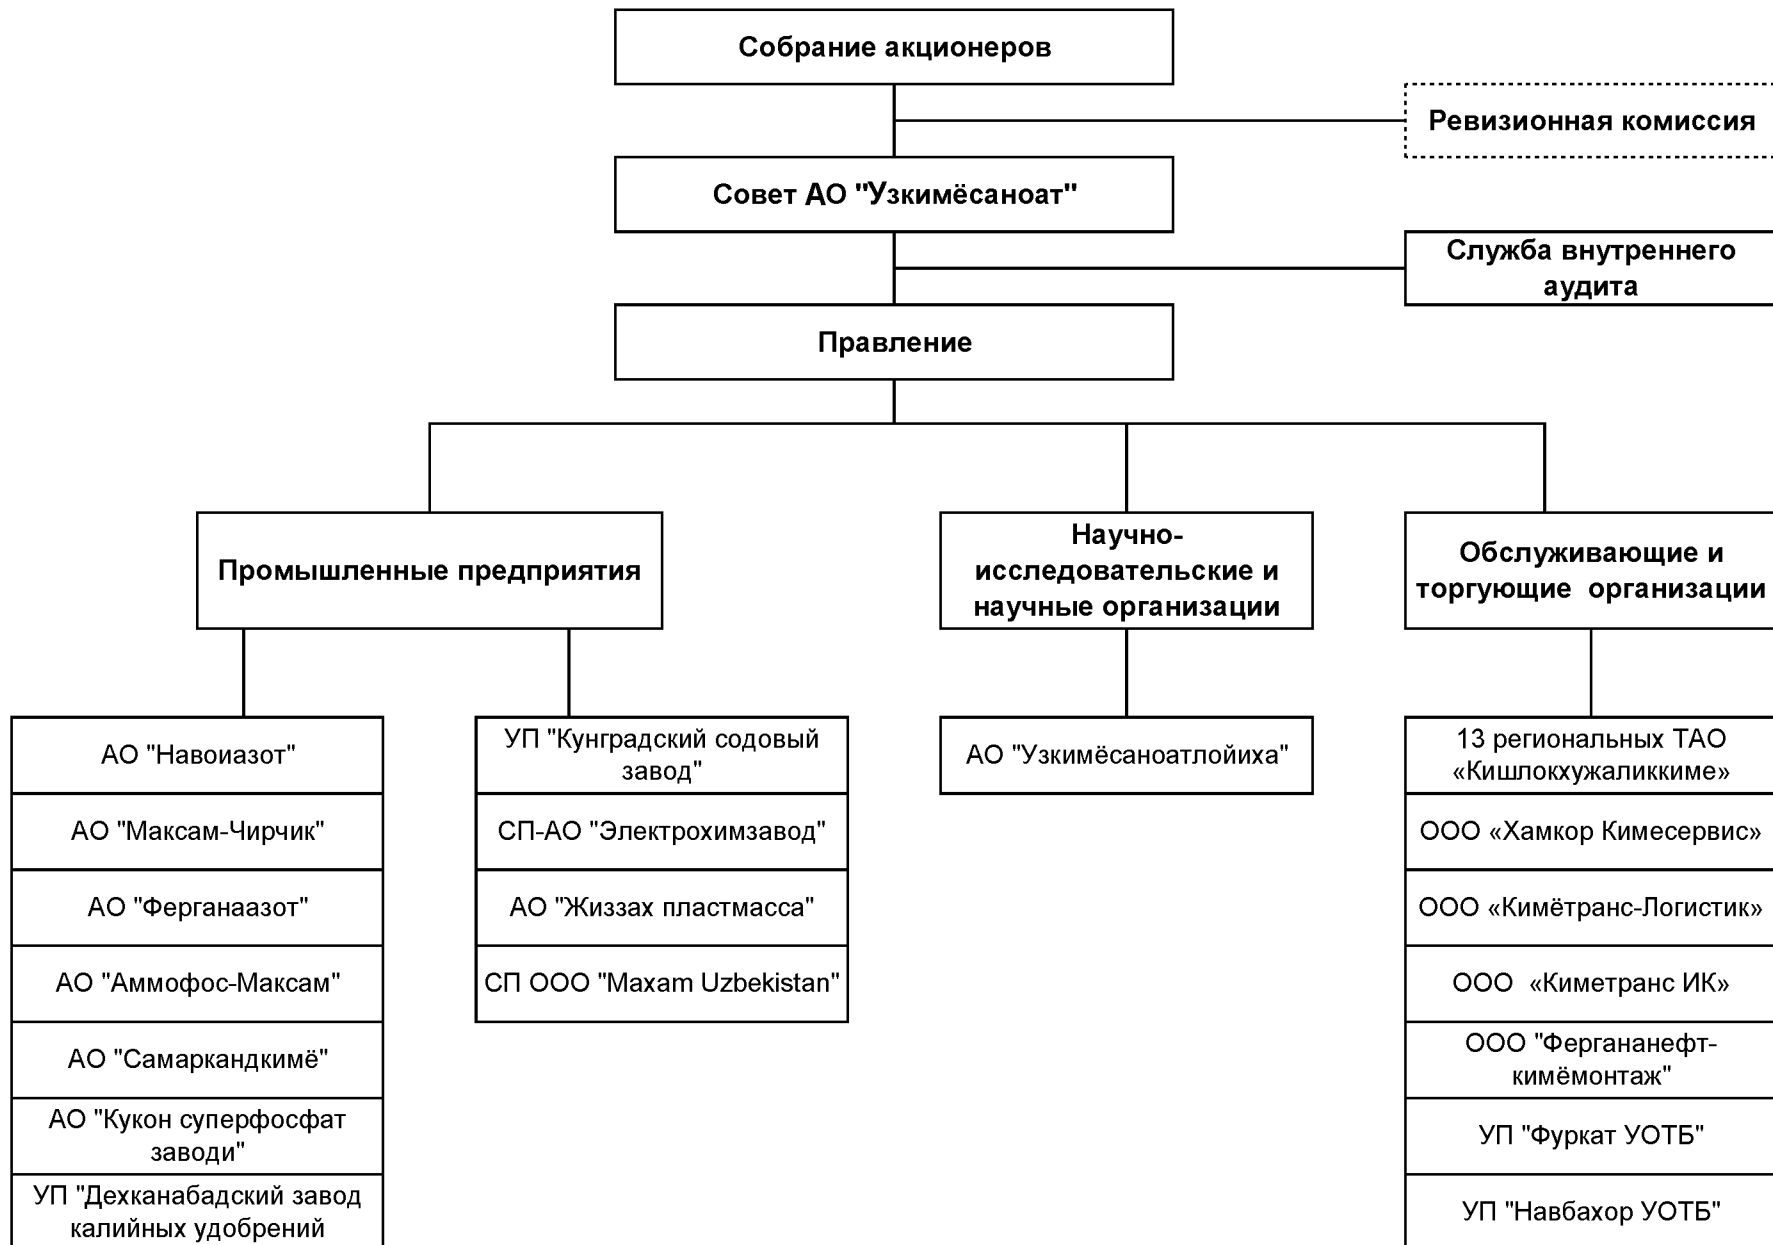 Собрание акционеров
Ревизионная комиссия
Совет АО "Узкимёсаноат"
Служба внутреннего
аудита
Правление
Промышленные предприятия
Научно-
исследовательские и
научные организации
Обслуживающие и
торгующие организации
АО "Навоиазот"
АО "Максам-Чирчик"
АО "Ферганаазот"
АО "Аммофос-Максам"
АО "Самаркандкимё"
АО "Кукон суперфосфат
заводи"
УП "Дехканабадский завод
калийных удобрений
УП "Кунградский содовый
завод"
СП-АО "Электрохимзавод"
АО "Жиззах пластмасса"
СП ООО "Maxam Uzbekistan"
АО "Узкимёсаноатлойиха"
13 региональных ТАО
«Кишлокхужаликкиме»
ООО «Хамкор Кимесервис»
ООО «Кимётранс-Логистик»
ООО «Киметранс ИК»
ООО "Фергананефт-
кимёмонтаж"
УП "Фуркат УОТБ"
УП "Навбахор УОТБ"